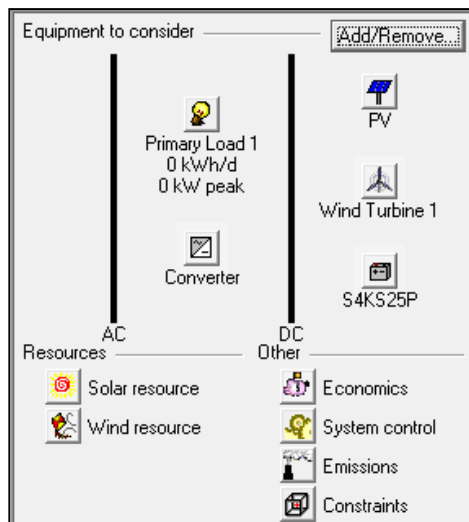 Equipment to consider
Add/Remove...
Primary Load 1
0 kWh/d
0 kW peak
Converter
PV
Wind Turbine 1
S4KS25P
AC
DC
Resources
Other
Solar resource
Wind resource
Economics
System control
Emissions
Constraints